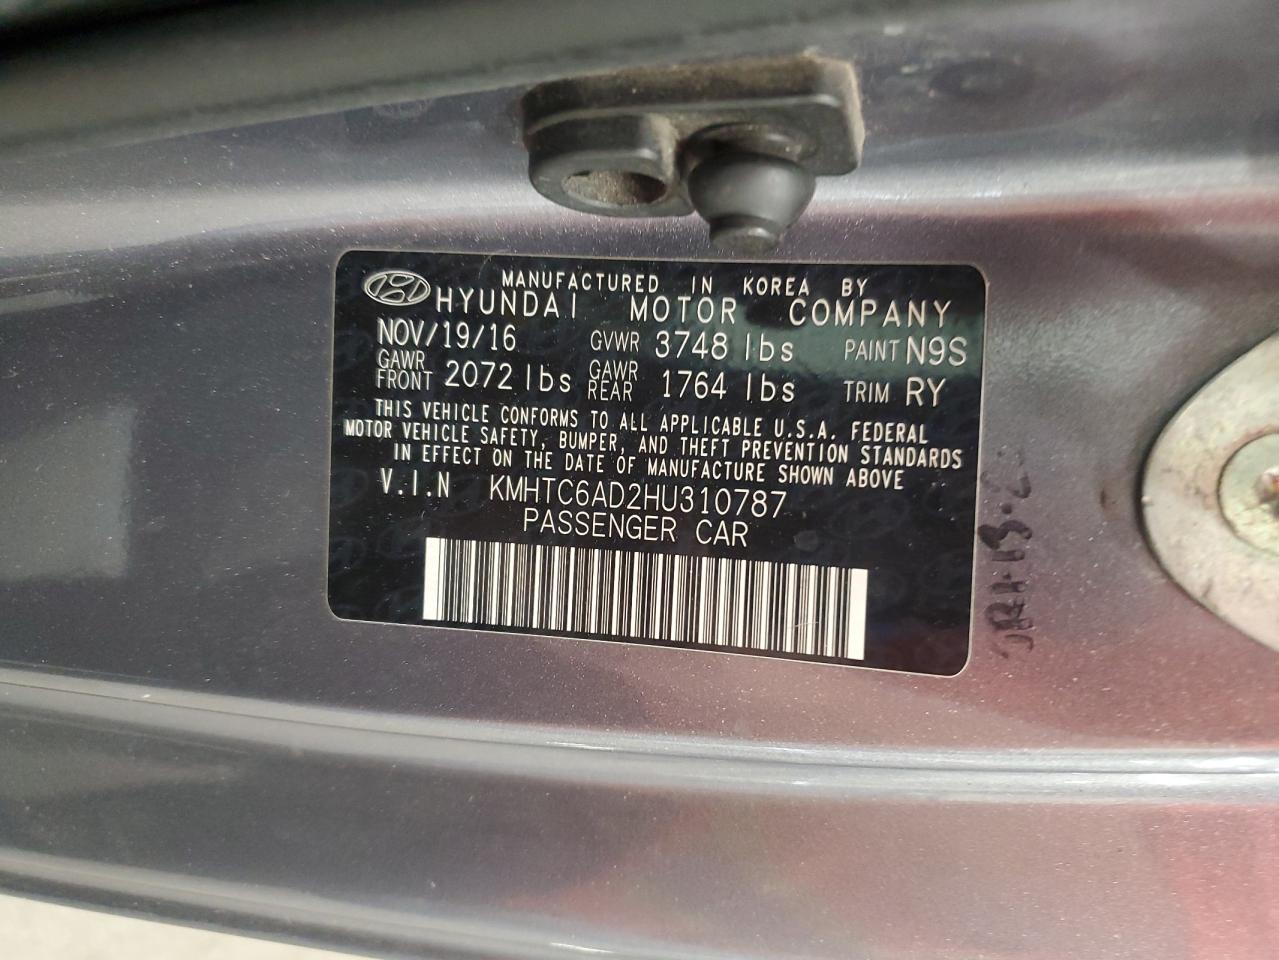 MANUFACTURED IN KOREA BY
HYUNDAI MOTOR COMPANY
NOV/19/16 GVWR 3748 lbs PAINT N9S
GAWR FRONT 2072 lbs GAWR REAR 1764 lbs TRIM RY
THIS VEHICLE CONFORMS TO ALL APPLICABLE U.S.A. FEDERAL
MOTOR VEHICLE SAFETY, BUMPER, AND THEFT PREVENTION STANDARDS
IN EFFECT ON THE DATE OF MANUFACTURE SHOWN ABOVE
V.I.N KMHTC6AD2HU310787
PASSENGER CAR